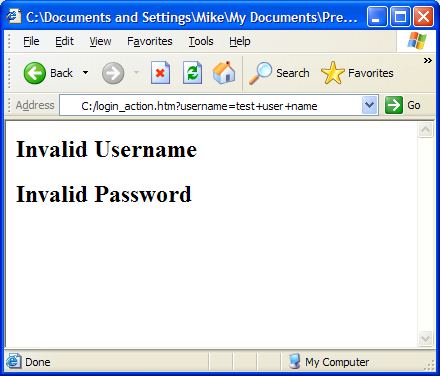 C:\Documents and Settings\Mike\My Documents\Pre...
File Edit View Favorites Tools Help
Back Search Favorites
Address C:/login_action.htm?username=test+user+name Go
Invalid Username
Invalid Password
Done My Computer